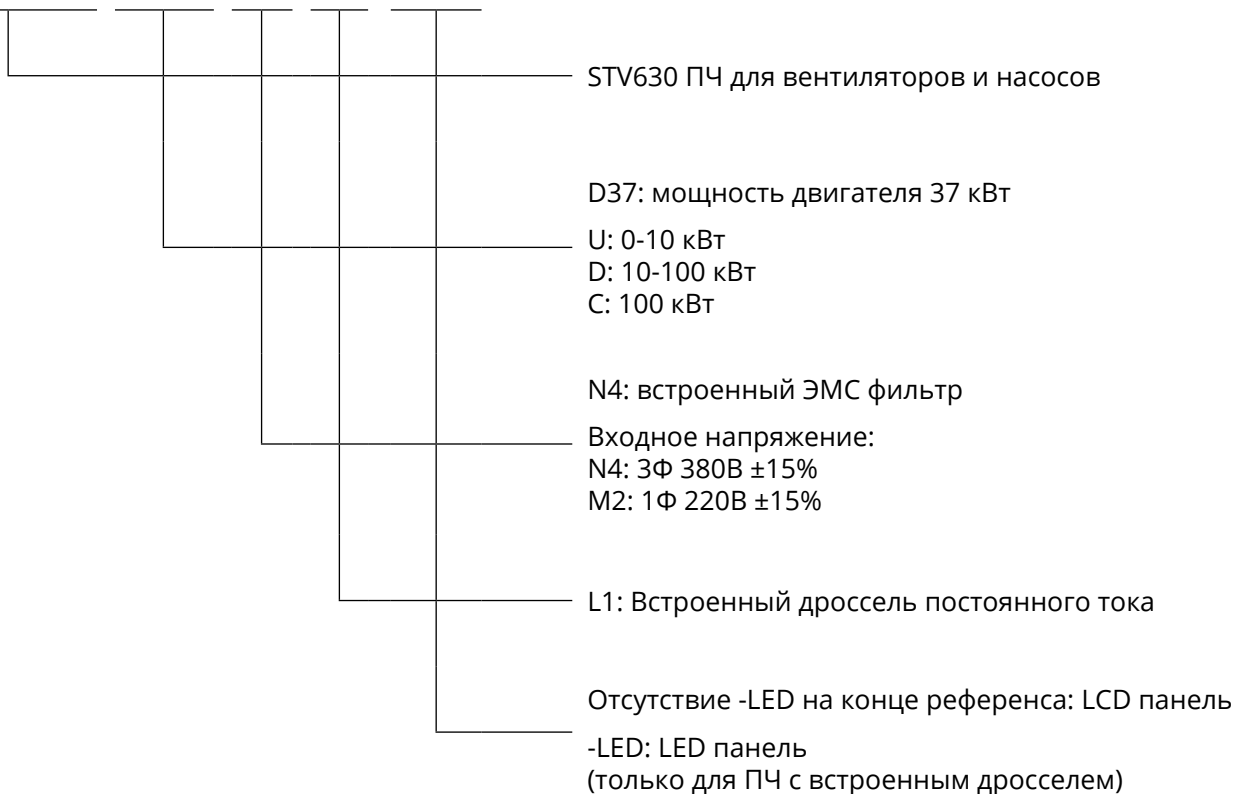 STV630 ПЧ для вентиляторов и насосов
D37: мощность двигателя 37 кВт
U: 0-10 кВт
D: 10-100 кВт
C: 100 кВт
N4: встроенный ЭМС фильтр
Входное напряжение:
N4: 3Ф 380В ±15%
M2: 1Ф 220В ±15%
L1: Встроенный дроссель постоянного тока
Отсутствие -LED на конце референса: LCD панель
-LED: LED панель
(только для ПЧ с встроенным дросселем)